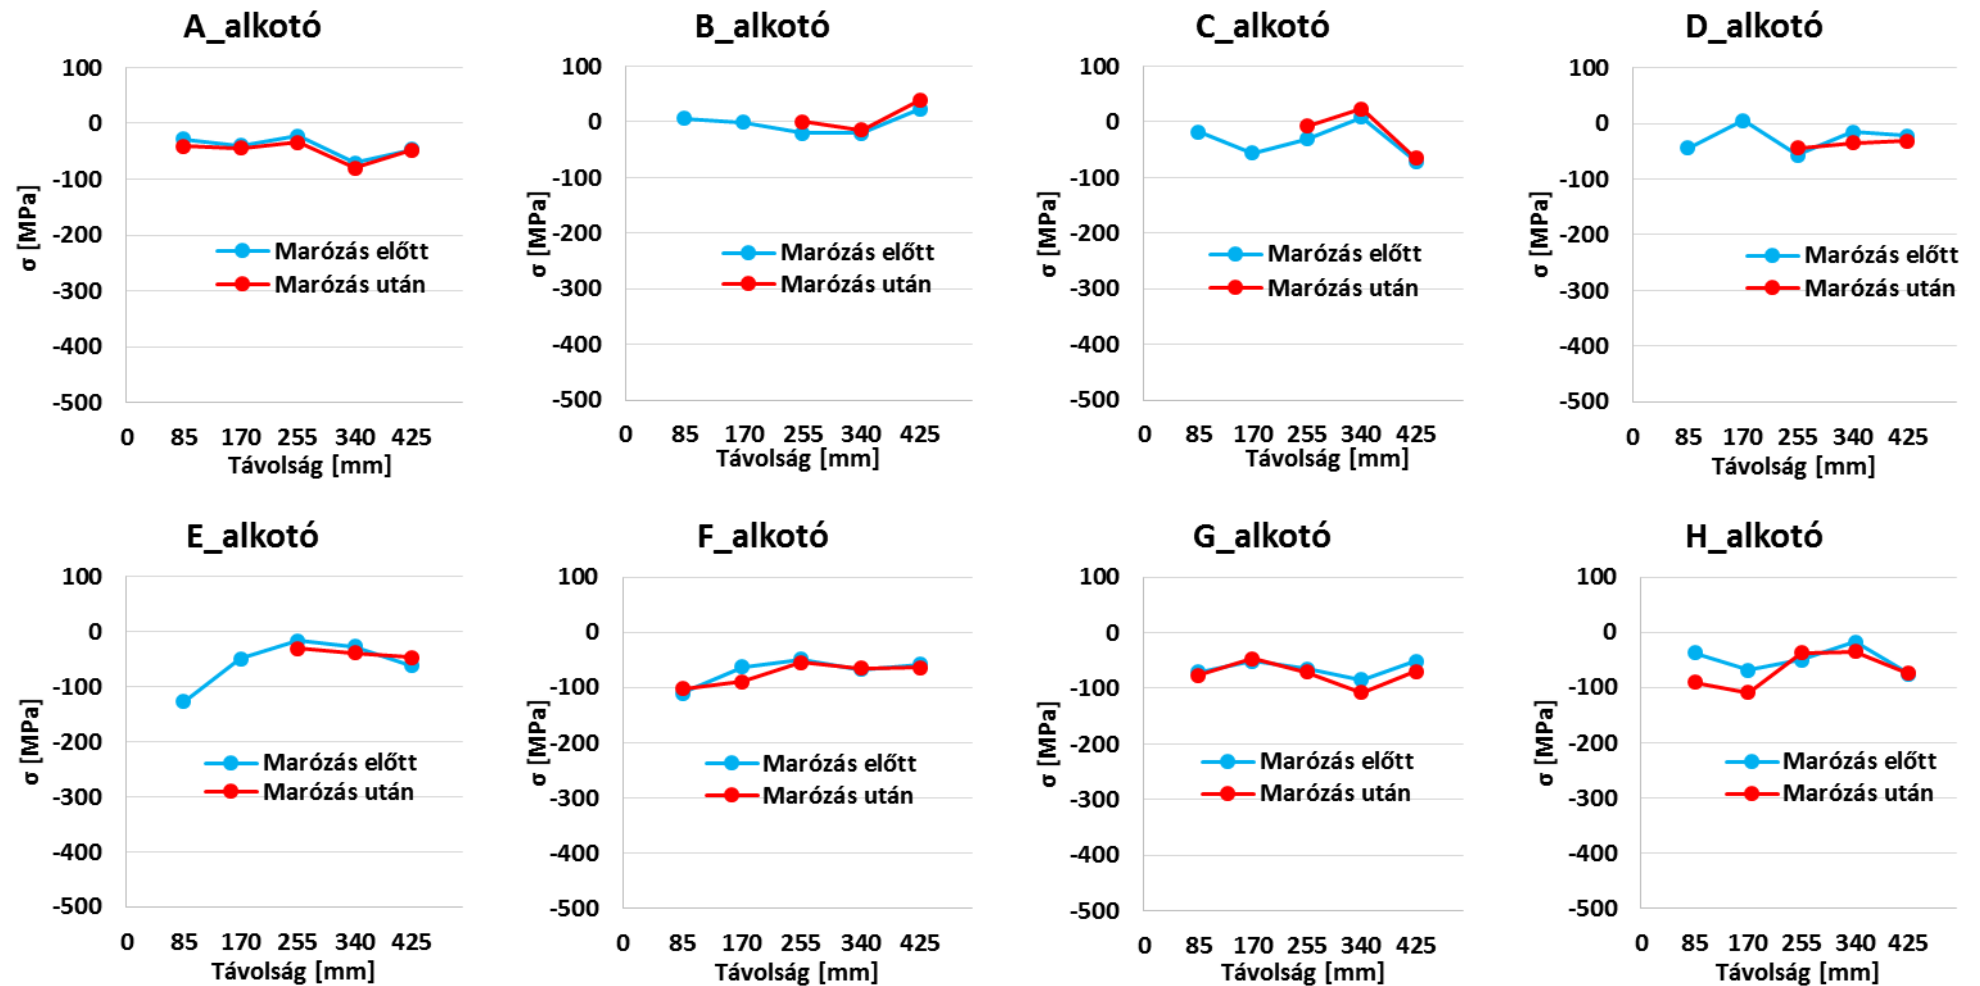 A_alkotó
100
0
-100
-200
-300
-400
-500
σ [MPa]
Marózás előtt
Marózás után
0 85 170 255 340 425
Távolság [mm]
B_alkotó
100
0
-100
-200
-300
-400
-500
σ [MPa]
Marózás előtt
Marózás után
0 85 170 255 340 425
Távolság [mm]
C_alkotó
100
0
-100
-200
-300
-400
-500
σ [MPa]
Marózás előtt
Marózás után
0 85 170 255 340 425
Távolság [mm]
D_alkotó
100
0
-100
-200
-300
-400
-500
σ [MPa]
Marózás előtt
Marózás után
0 85 170 255 340 425
Távolság [mm]
E_alkotó
100
0
-100
-200
-300
-400
-500
σ [MPa]
Marózás előtt
Marózás után
0 85 170 255 340 425
Távolság [mm]
F_alkotó
100
0
-100
-200
-300
-400
-500
σ [MPa]
Marózás előtt
Marózás után
0 85 170 255 340 425
Távolság [mm]
G_alkotó
100
0
-100
-200
-300
-400
-500
σ [MPa]
Marózás előtt
Marózás után
0 85 170 255 340 425
Távolság [mm]
H_alkotó
100
0
-100
-200
-300
-400
-500
σ [MPa]
Marózás előtt
Marózás után
0 85 170 255 340 425
Távolság [mm]